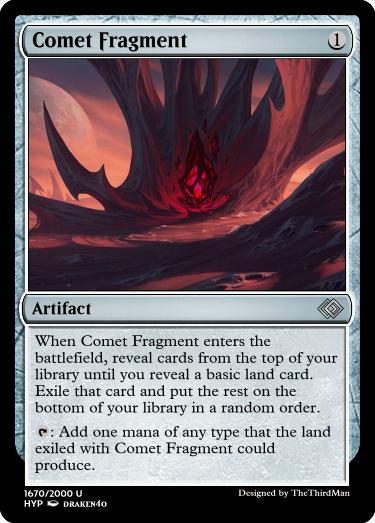 Comet Fragment
1
Artifact
When Comet Fragment enters the
battlefield, reveal cards from the top of your
library until you reveal a basic land card.
Exile that card and put the rest on the
bottom of your library in a random order.
: Add one mana of any type that the land
exiled with Comet Fragment could
produce.
1670/2000 U
HYP DRAKEN40
Designed by TheThirdMan